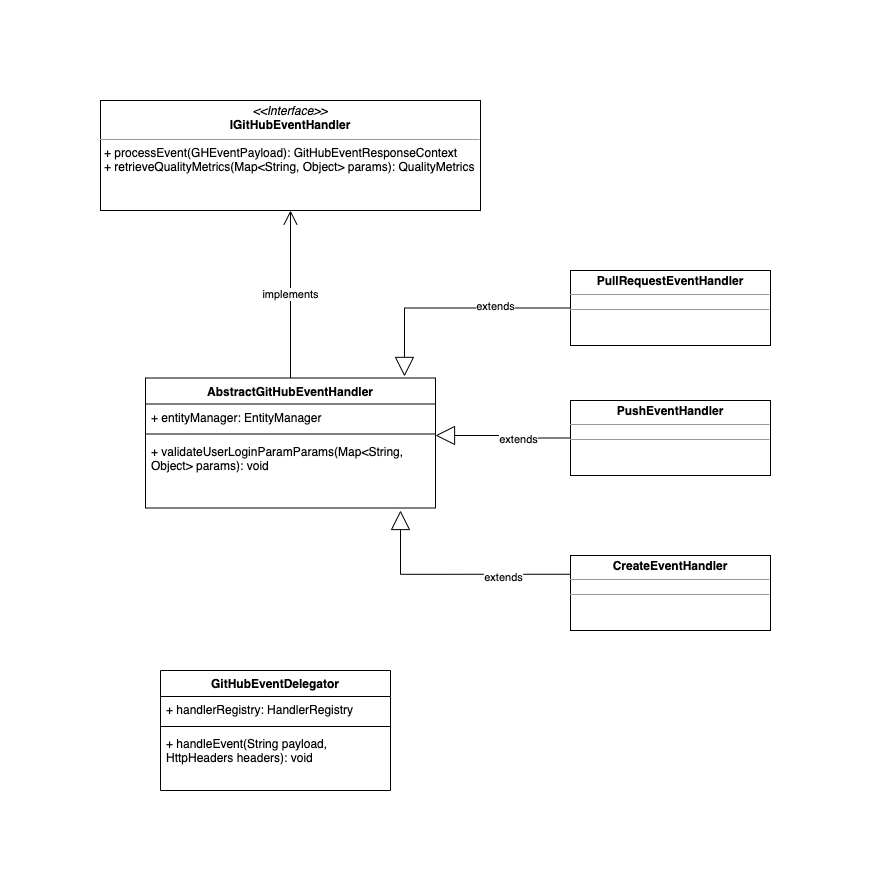 <<Interface>>
IGitHubEventHandler
+ processEvent(GHEventPayload): GitHubEventResponseContext
+ retrieveQualityMetrics(Map<String, Object> params): QualityMetrics
implements
PullRequestEventHandler
extends
AbstractGitHubEventHandler
+ entityManager: EntityManager
+ validateUserLoginParamParams(Map<String,
Object> params): void
PushEventHandler
extends
CreateEventHandler
extends
GitHubEventDelegator
+ handlerRegistry: HandlerRegistry
+ handleEvent(String payload,
HttpHeaders headers): void